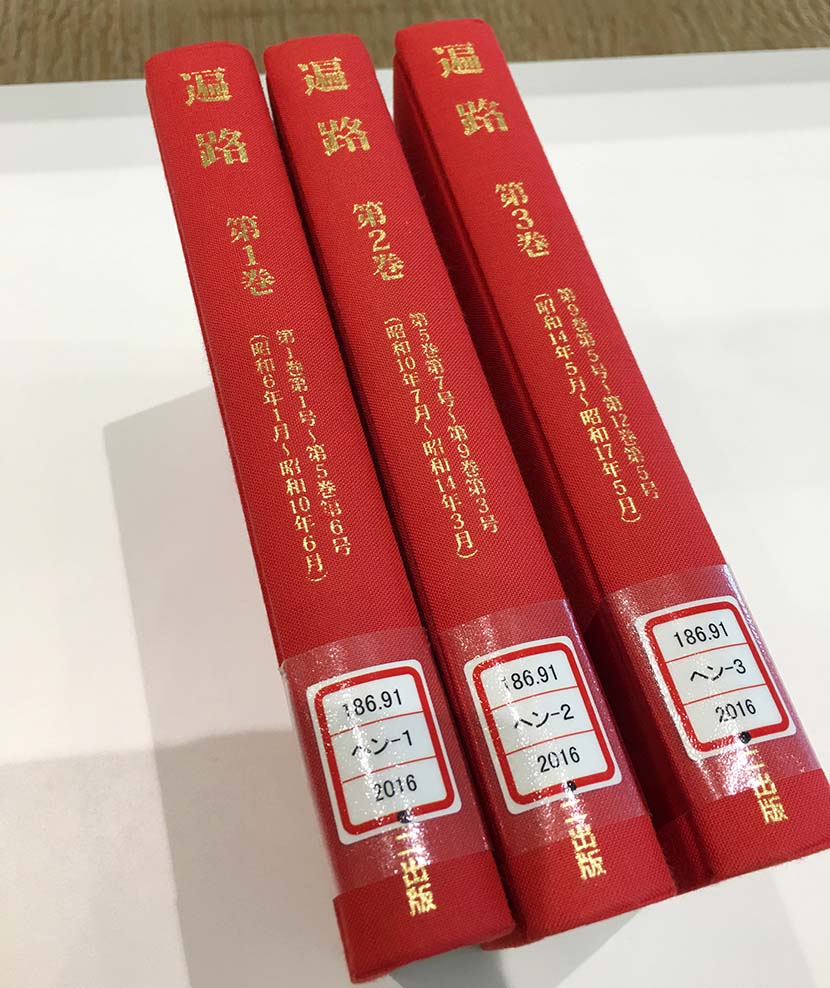 遍路
第1巻
第1巻第1号〜第5巻第6号
（昭和6年1月〜昭和10年6月）
186.91
ヘン-1
2016
出版
遍路
第2巻
第5巻第7号〜第9巻第3号
（昭和10年7月〜昭和14年3月）
186.91
ヘン-2
2016
出版
遍路
第3巻
第9巻第5号〜第12巻第5号
（昭和14年5月〜昭和17年5月）
186.91
ヘン-3
2016
出版